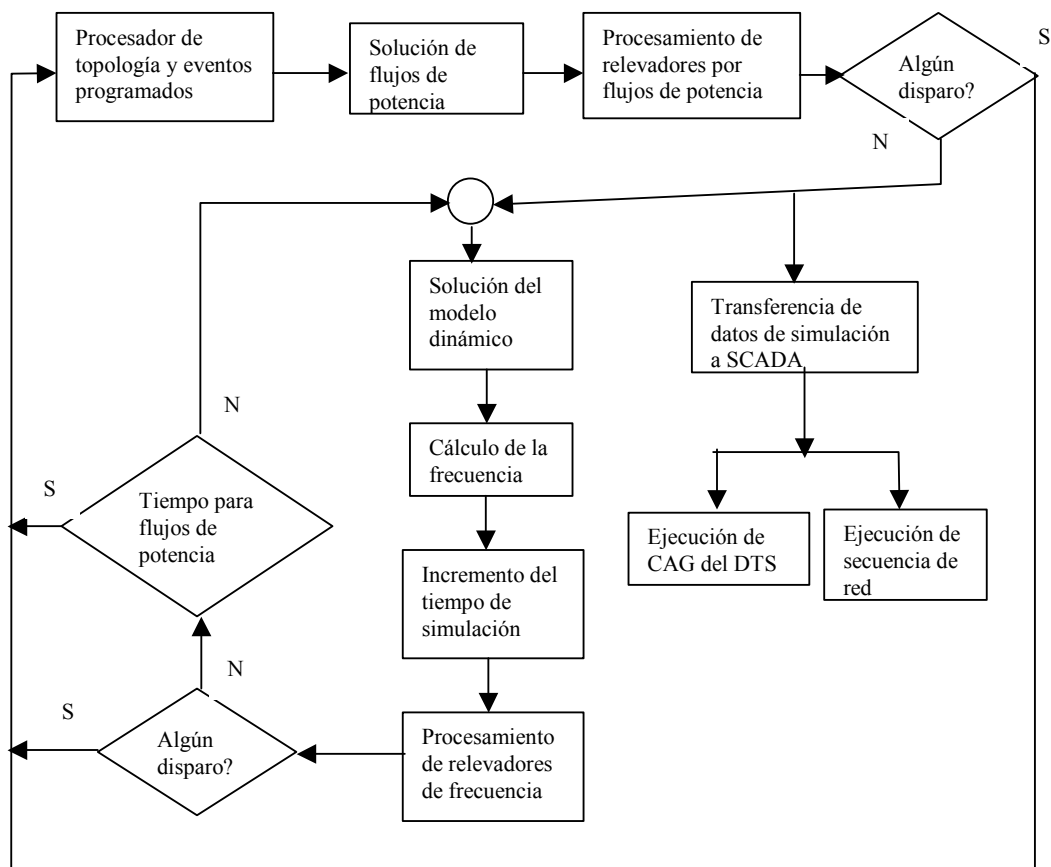 Procesador de
topología y eventos
programados
Solución de
flujos de
potencia
Procesamiento de
relevadores por
flujos de potencia
Algún
disparo?
S
N
Solución del
modelo
dinámico
Transferencia de
datos de simulación
a SCADA
N
Cálculo de la
frecuencia
S
Tiempo para
flujos de
potencia
Ejecución de
CAG del DTS
Ejecución de
secuencia de
red
Incremento del
tiempo de
simulación
N
S
Algún
disparo?
Procesamiento
de relevadores
de frecuencia